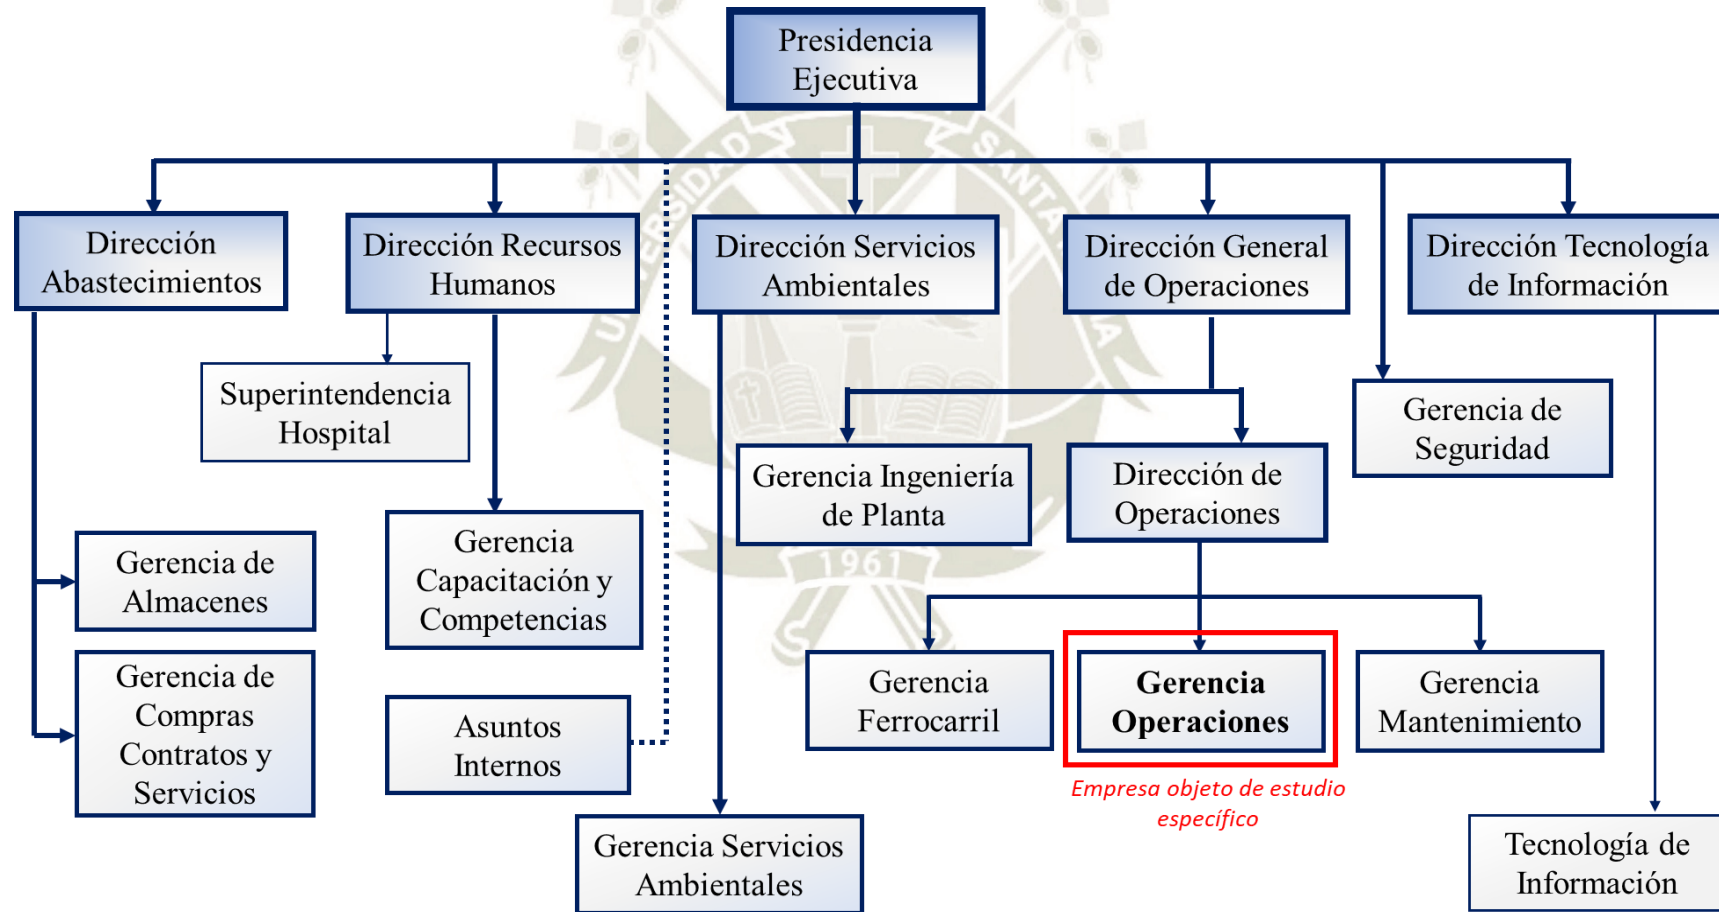 Presidencia
Ejecutiva
Dirección
Abastecimientos
Dirección Recursos
Humanos
Dirección Servicios
Ambientales
Dirección General
de Operaciones
Dirección Tecnología
de Información
Superintendencia
Hospital
Gerencia de
Seguridad
Gerencia Ingeniería
de Planta
Dirección de
Operaciones
Gerencia de
Almacenes
Gerencia
Capacitación y
Competencias
Gerencia de
Compras
Contratos y
Servicios
Asuntos
Internos
Gerencia
Ferrocarril
Gerencia
Operaciones
Gerencia
Mantenimiento
Empresa objeto de estudio
específico
Gerencia Servicios
Ambientales
Tecnología de
Información
1961